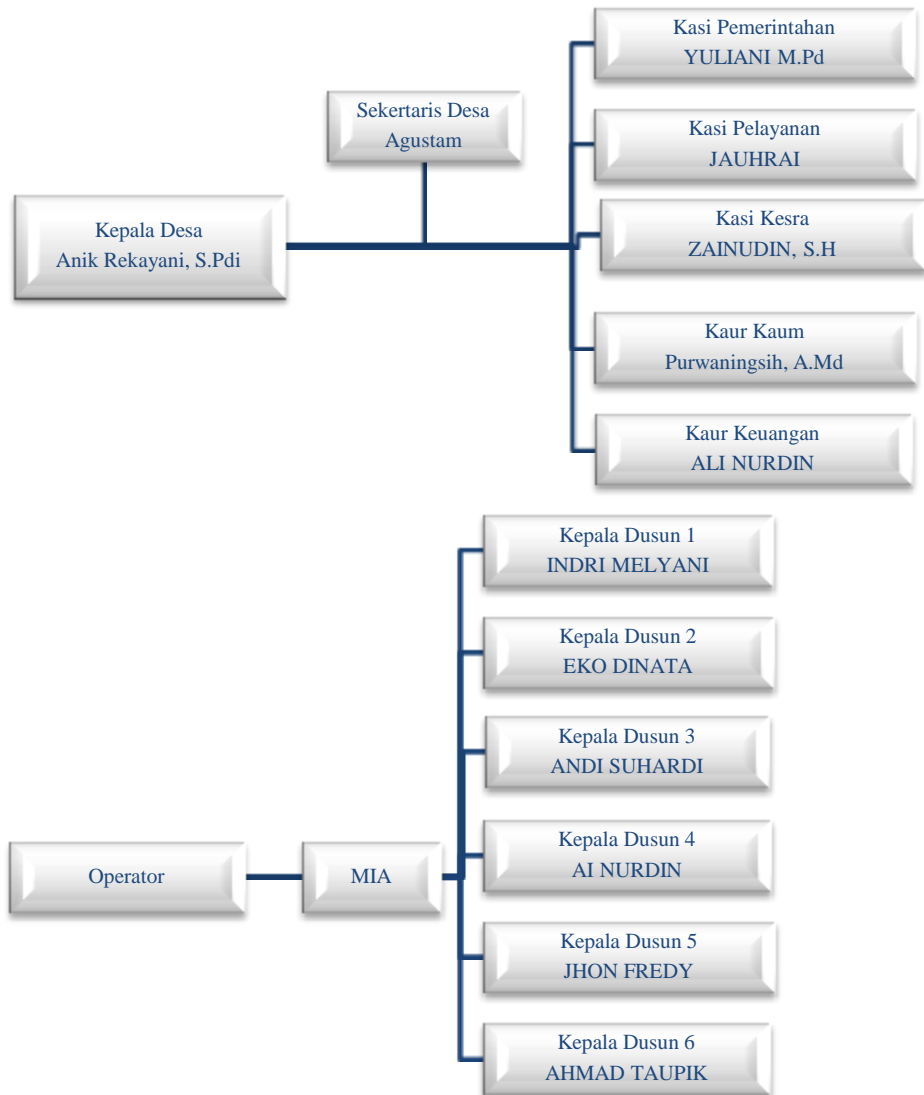 Kasi Pemerintahan
YULIANI M.Pd
Sekertaris Desa
Agustam
Kasi Pelayanan
JAUHRAI
Kepala Desa
Anik Rekayani, S.Pdi
Kasi Kesra
ZAINUDIN, S.H
Kaur Kaum
Purwaningsih, A.Md
Kaur Keuangan
ALI NURDIN
Kepala Dusun 1
INDRI MELYANI
Kepala Dusun 2
EKO DINATA
Kepala Dusun 3
ANDI SUHARDI
Operator
MIA
Kepala Dusun 4
AI NURDIN
Kepala Dusun 5
JHON FREDY
Kepala Dusun 6
AHMAD TAUPIK